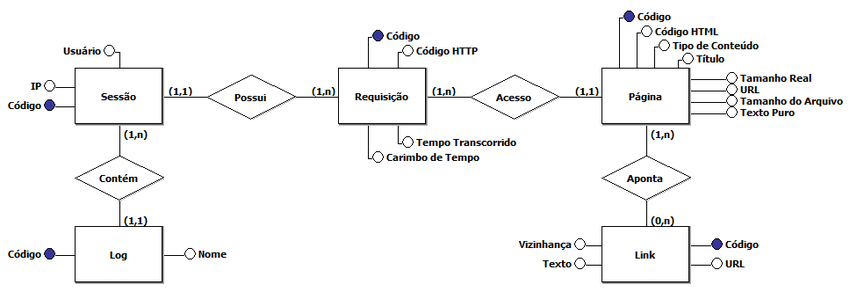 Código
Código HTML
Tipo de Conteúdo
Título
Código
Código HTTP
Usuário
IP
Código
Sessão
(1,1)
Possui
(1,n)
Requisição
(1,n)
Acesso
(1,1)
Página
Tamanho Real
URL
Tamanho do Arquivo
Texto Puro
(1,n)
Tempo Transcorrido
Carimbo de Tempo
(1,n)
Contém
Aponta
(1,1)
(0,n)
Código
Log
Nome
Vizinhança
Texto
Link
Código
URL